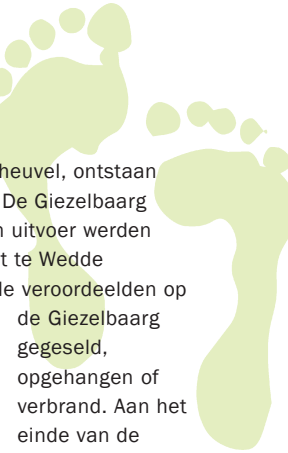 heuvel, ontstaan
De Giezelbaarg
uitvoer werden
te Wedde
veroordeelden op
de Giezelbaarg
gegeseld,
opgehangen of
verbrand. Aan het
einde van de